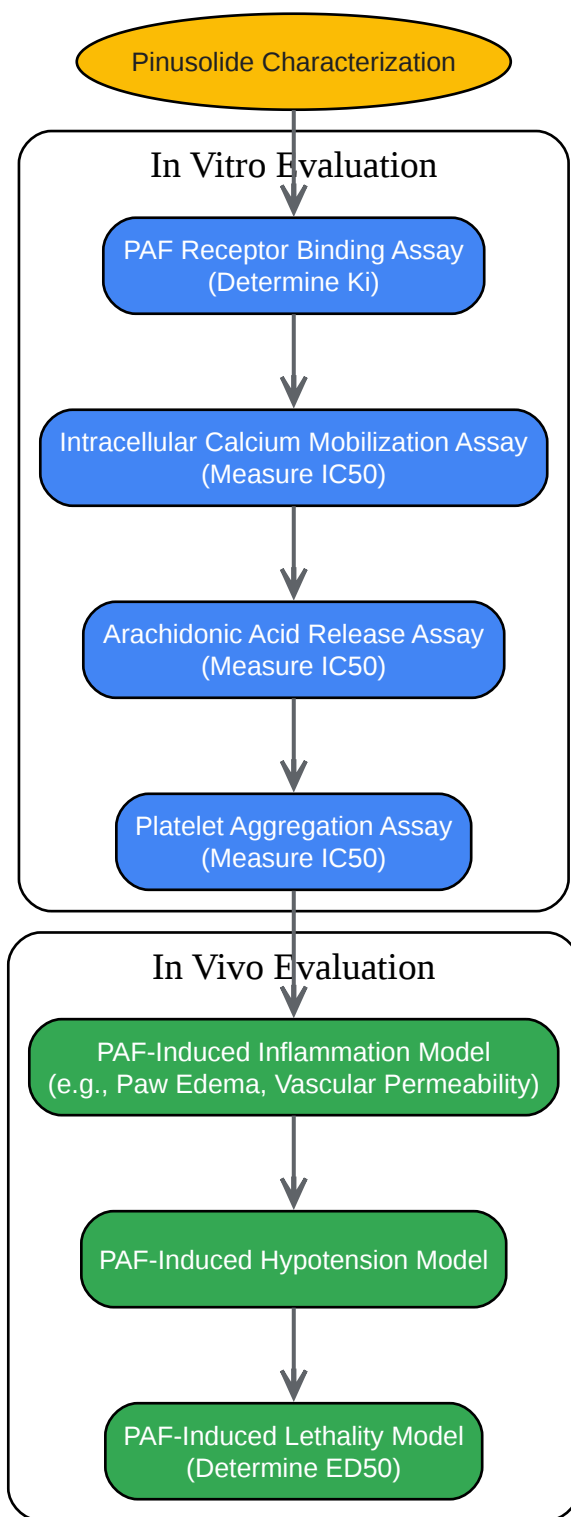 Pinusolide Characterization
In Vitro Evaluation
PAF Receptor Binding Assay
(Determine Ki)
Intracellular Calcium Mobilization Assay
(Measure IC50)
Arachidonic Acid Release Assay
(Measure IC50)
Platelet Aggregation Assay
(Measure IC50)
In Vivo Evaluation
PAF-Induced Inflammation Model
(e.g., Paw Edema, Vascular Permeability)
PAF-Induced Hypotension Model
PAF-Induced Lethality Model
(Determine ED50)